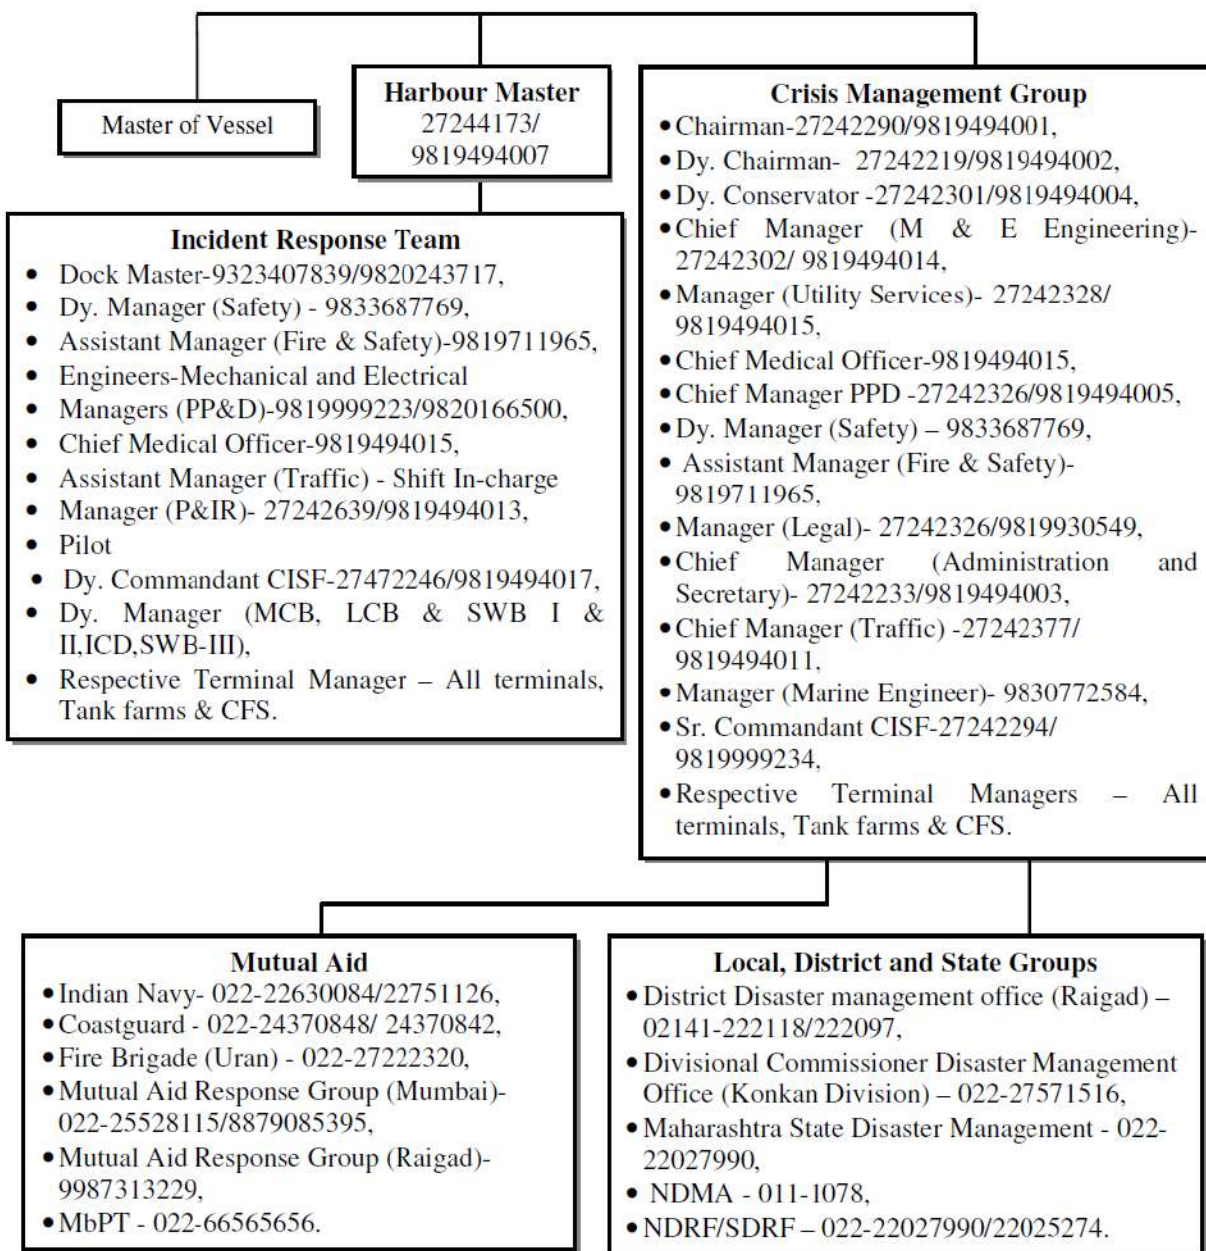 Master of Vessel
Harbour Master
27244173/
9819494007
Incident Response Team
• Dock Master-9323407839/9820243717,
• Dy. Manager (Safety) - 9833687769,
• Assistant Manager (Fire & Safety)-9819711965,
• Engineers-Mechanical and Electrical
• Managers (PP&D)-9819999223/9820166500,
• Chief Medical Officer-9819494015,
• Assistant Manager (Traffic) - Shift In-charge
• Manager (P&IR)- 27242639/9819494013,
• Pilot
• Dy. Commandant CISF-27472246/9819494017,
• Dy. Manager (MCB, LCB & SWB I &
II,ICD,SWB-III),
• Respective Terminal Manager – All terminals,
Tank farms & CFS.
Crisis Management Group
• Chairman-27242290/9819494001,
• Dy. Chairman- 27242219/9819494002,
• Dy. Conservator -27242301/9819494004,
• Chief Manager (M & E Engineering)-
27242302/ 9819494014,
• Manager (Utility Services)- 27242328/
9819494015,
• Chief Medical Officer-9819494015,
• Chief Manager PPD -27242326/9819494005,
• Dy. Manager (Safety) – 9833687769,
• Assistant Manager (Fire & Safety)-
9819711965,
• Manager (Legal)- 27242326/9819930549,
• Chief Manager (Administration and
Secretary)- 27242233/9819494003,
• Chief Manager (Traffic) -27242377/
9819494011,
• Manager (Marine Engineer)- 9830772584,
• Sr. Commandant CISF-27242294/
9819999234,
• Respective Terminal Managers – All
terminals, Tank farms & CFS.
Mutual Aid
• Indian Navy- 022-22630084/22751126,
• Coastguard - 022-24370848/ 24370842,
• Fire Brigade (Uran) - 022-27222320,
• Mutual Aid Response Group (Mumbai)-
022-25528115/8879085395,
• Mutual Aid Response Group (Raigad)-
9987313229,
• MbPT - 022-66565656.
Local, District and State Groups
• District Disaster management office (Raigad) –
02141-222118/222097,
• Divisional Commissioner Disaster Management
Office (Konkan Division) – 022-27571516,
• Maharashtra State Disaster Management - 022-
22027990,
• NDMA - 011-1078,
• NDRF/SDRF – 022-22027990/22025274.